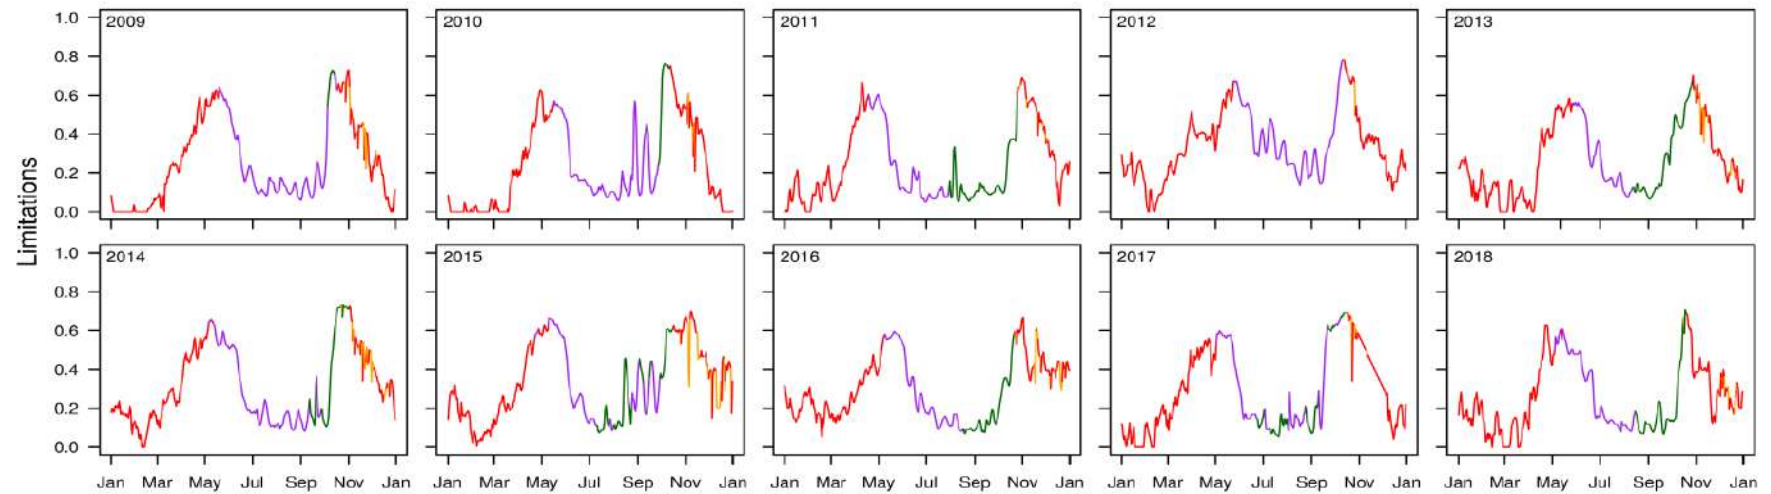 Limitations
1.0 0.8 0.6 0.4 0.2 0.0
2009 2010 2011 2012 2013
1.0 0.8 0.6 0.4 0.2 0.0
2014 2015 2016 2017 2018
Jan Mar May Jul Sep Nov Jan Jan Mar May Jul Sep Nov Jan Jan Mar May Jul Sep Nov Jan Jan Mar May Jul Sep Nov Jan Jan Mar May Jul Sep Nov Jan